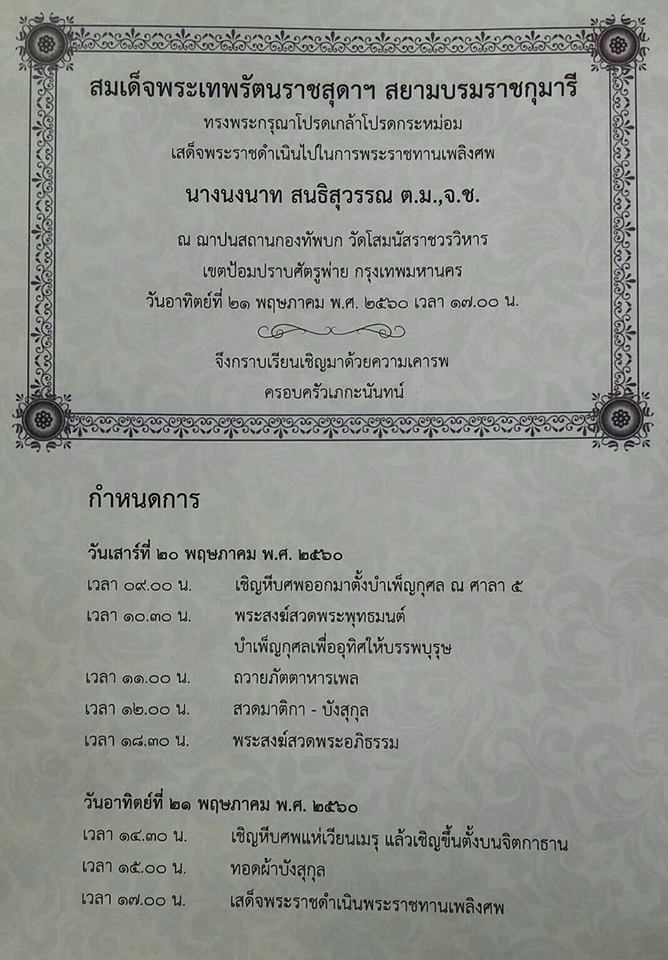 สมเด็จพระเทพรัตนราชสุดาฯ สยามบรมราชกุมารี
ทรงพระกรุณาโปรดเกล้าโปรดกระหม่อม
เสด็จพระราชดำเนินไปในการพระราชทานเพลิงศพ
นางนงนาท สนธิสุวรรณ ต.ม.,จ.ช.
ณ ฌาปนสถานกองทัพบก วัดโสมนัสราชวรวิหาร
เขตป้อมปราบศัตรูพ่าย กรุงเทพมหานคร
วันอาทิตย์ที่ ๒๑ พฤษภาคม พ.ศ. ๒๕๖๐ เวลา ๑๗.๐๐ น.
จึงกราบเรียนเชิญมาด้วยความเคารพ
ครอบครัวเภกะนันทน์
กำหนดการ
วันเสาร์ที่ ๒๐ พฤษภาคม พ.ศ. ๒๕๖๐
เวลา ๐๙.๐๐ น. เชิญหีบศพออกมาตั้งบำเพ็ญกุศล ณ ศาลา ๕
เวลา ๑๐.๓๐ น. พระสงฆ์สวดพระพุทธมนต์
บำเพ็ญกุศลเพื่ออุทิศให้บรรพบุรุษ
เวลา ๑๑.๐๐ น. ถวายภัตตาหารเพล
เวลา ๑๒.๐๐ น. สวดมาติกา - บังสุกุล
เวลา ๑๘.๓๐ น. พระสงฆ์สวดพระอภิธรรม
วันอาทิตย์ที่ ๒๑ พฤษภาคม พ.ศ. ๒๕๖๐
เวลา ๑๔.๓๐ น. เชิญหีบศพแห่เวียนเมรุ แล้วเชิญขึ้นตั้งบนจิตกาธาน
เวลา ๑๕.๐๐ น. ทอดผ้าบังสุกุล
เวลา ๑๗.๐๐ น. เสด็จพระราชดำเนินพระราชทานเพลิงศพ